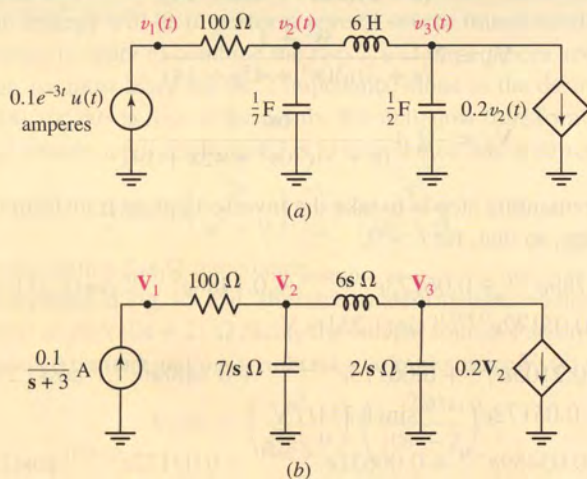 v₁(t) 100 Ω v₂(t) 6 H v₃(t)
0.1e⁻³ᵗ u(t)
amperes
1/7 F 1/2 F 0.2v₂(t)
(a)
V₁ 100 Ω V₂ 6s Ω V₃
0.1/(s + 3) A 7/s Ω 2/s Ω 0.2V₂
(b)